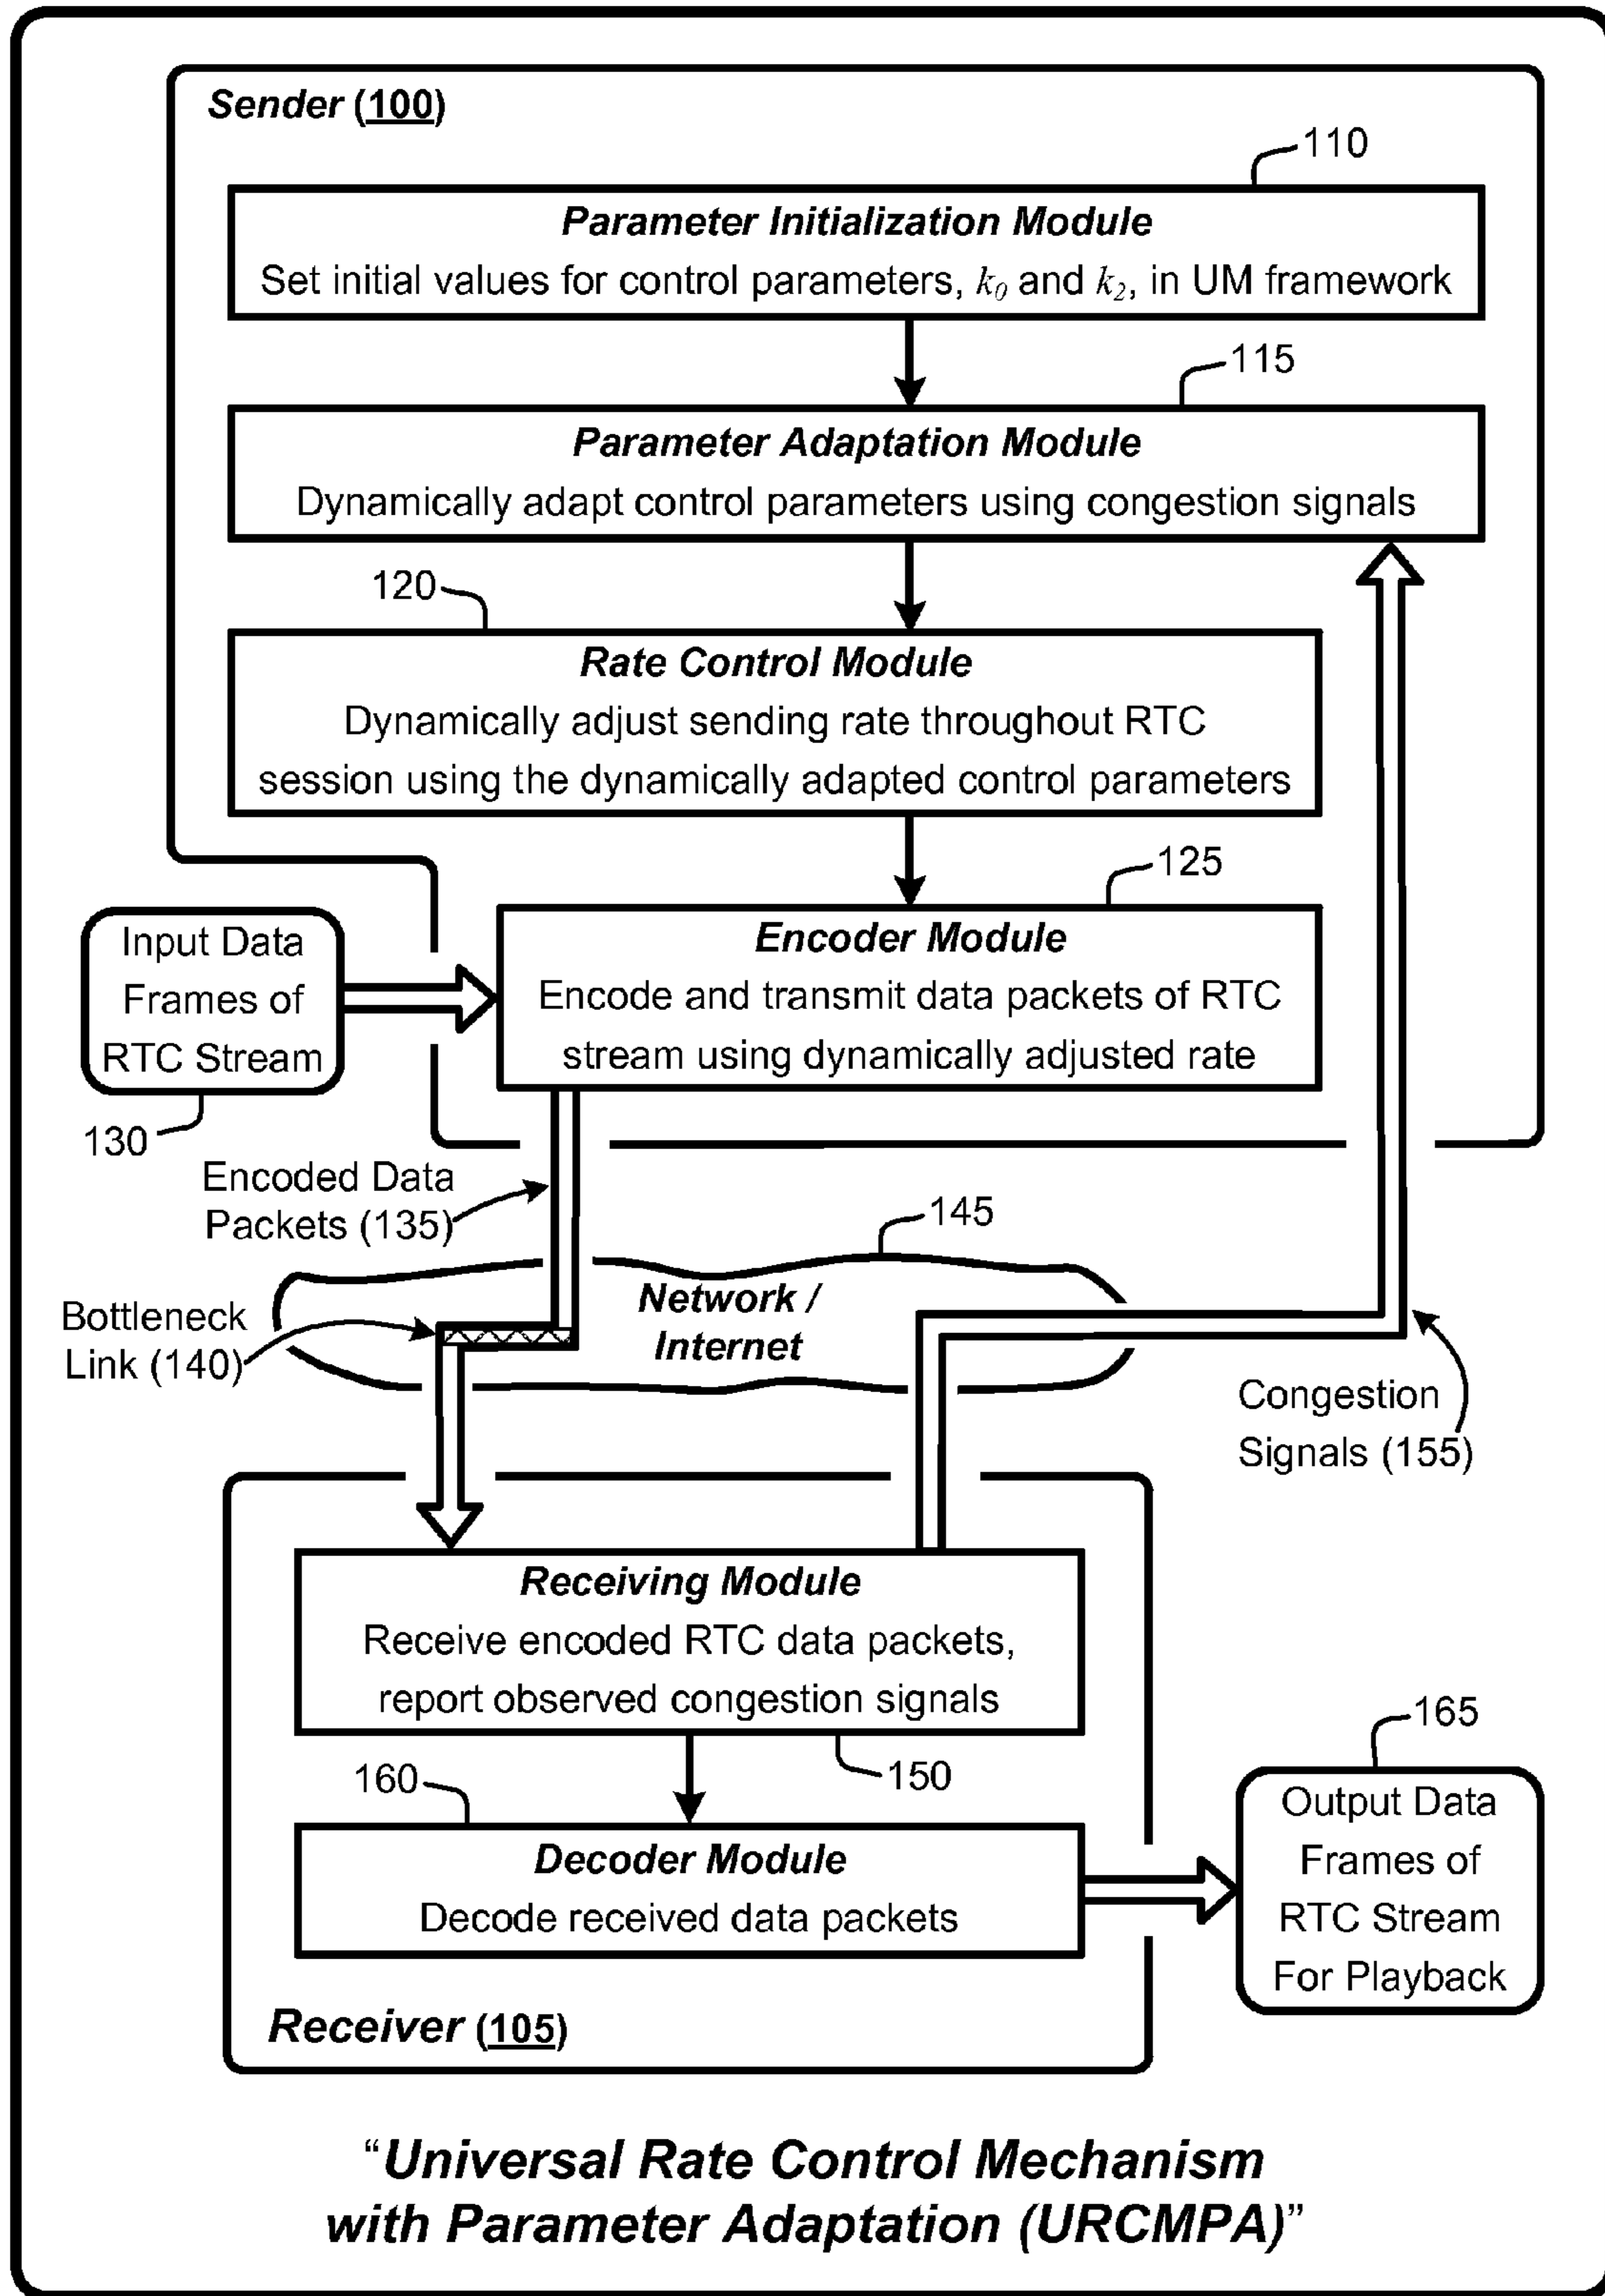 Sender (100)
110
Parameter Initialization Module
Set initial values for control parameters, k0 and k2, in UM framework
115
Parameter Adaptation Module
Dynamically adapt control parameters using congestion signals
120
Rate Control Module
Dynamically adjust sending rate throughout RTC
session using the dynamically adapted control parameters
125
Encoder Module
Encode and transmit data packets of RTC
stream using dynamically adjusted rate
Input Data
Frames of
RTC Stream
130
Encoded Data
Packets (135)
145
Network /
Internet
Bottleneck
Link (140)
Congestion
Signals (155)
Receiving Module
Receive encoded RTC data packets,
report observed congestion signals
150
160
Decoder Module
Decode received data packets
165
Output Data
Frames of
RTC Stream
For Playback
Receiver (105)
“Universal Rate Control Mechanism
with Parameter Adaptation (URCMPA)”